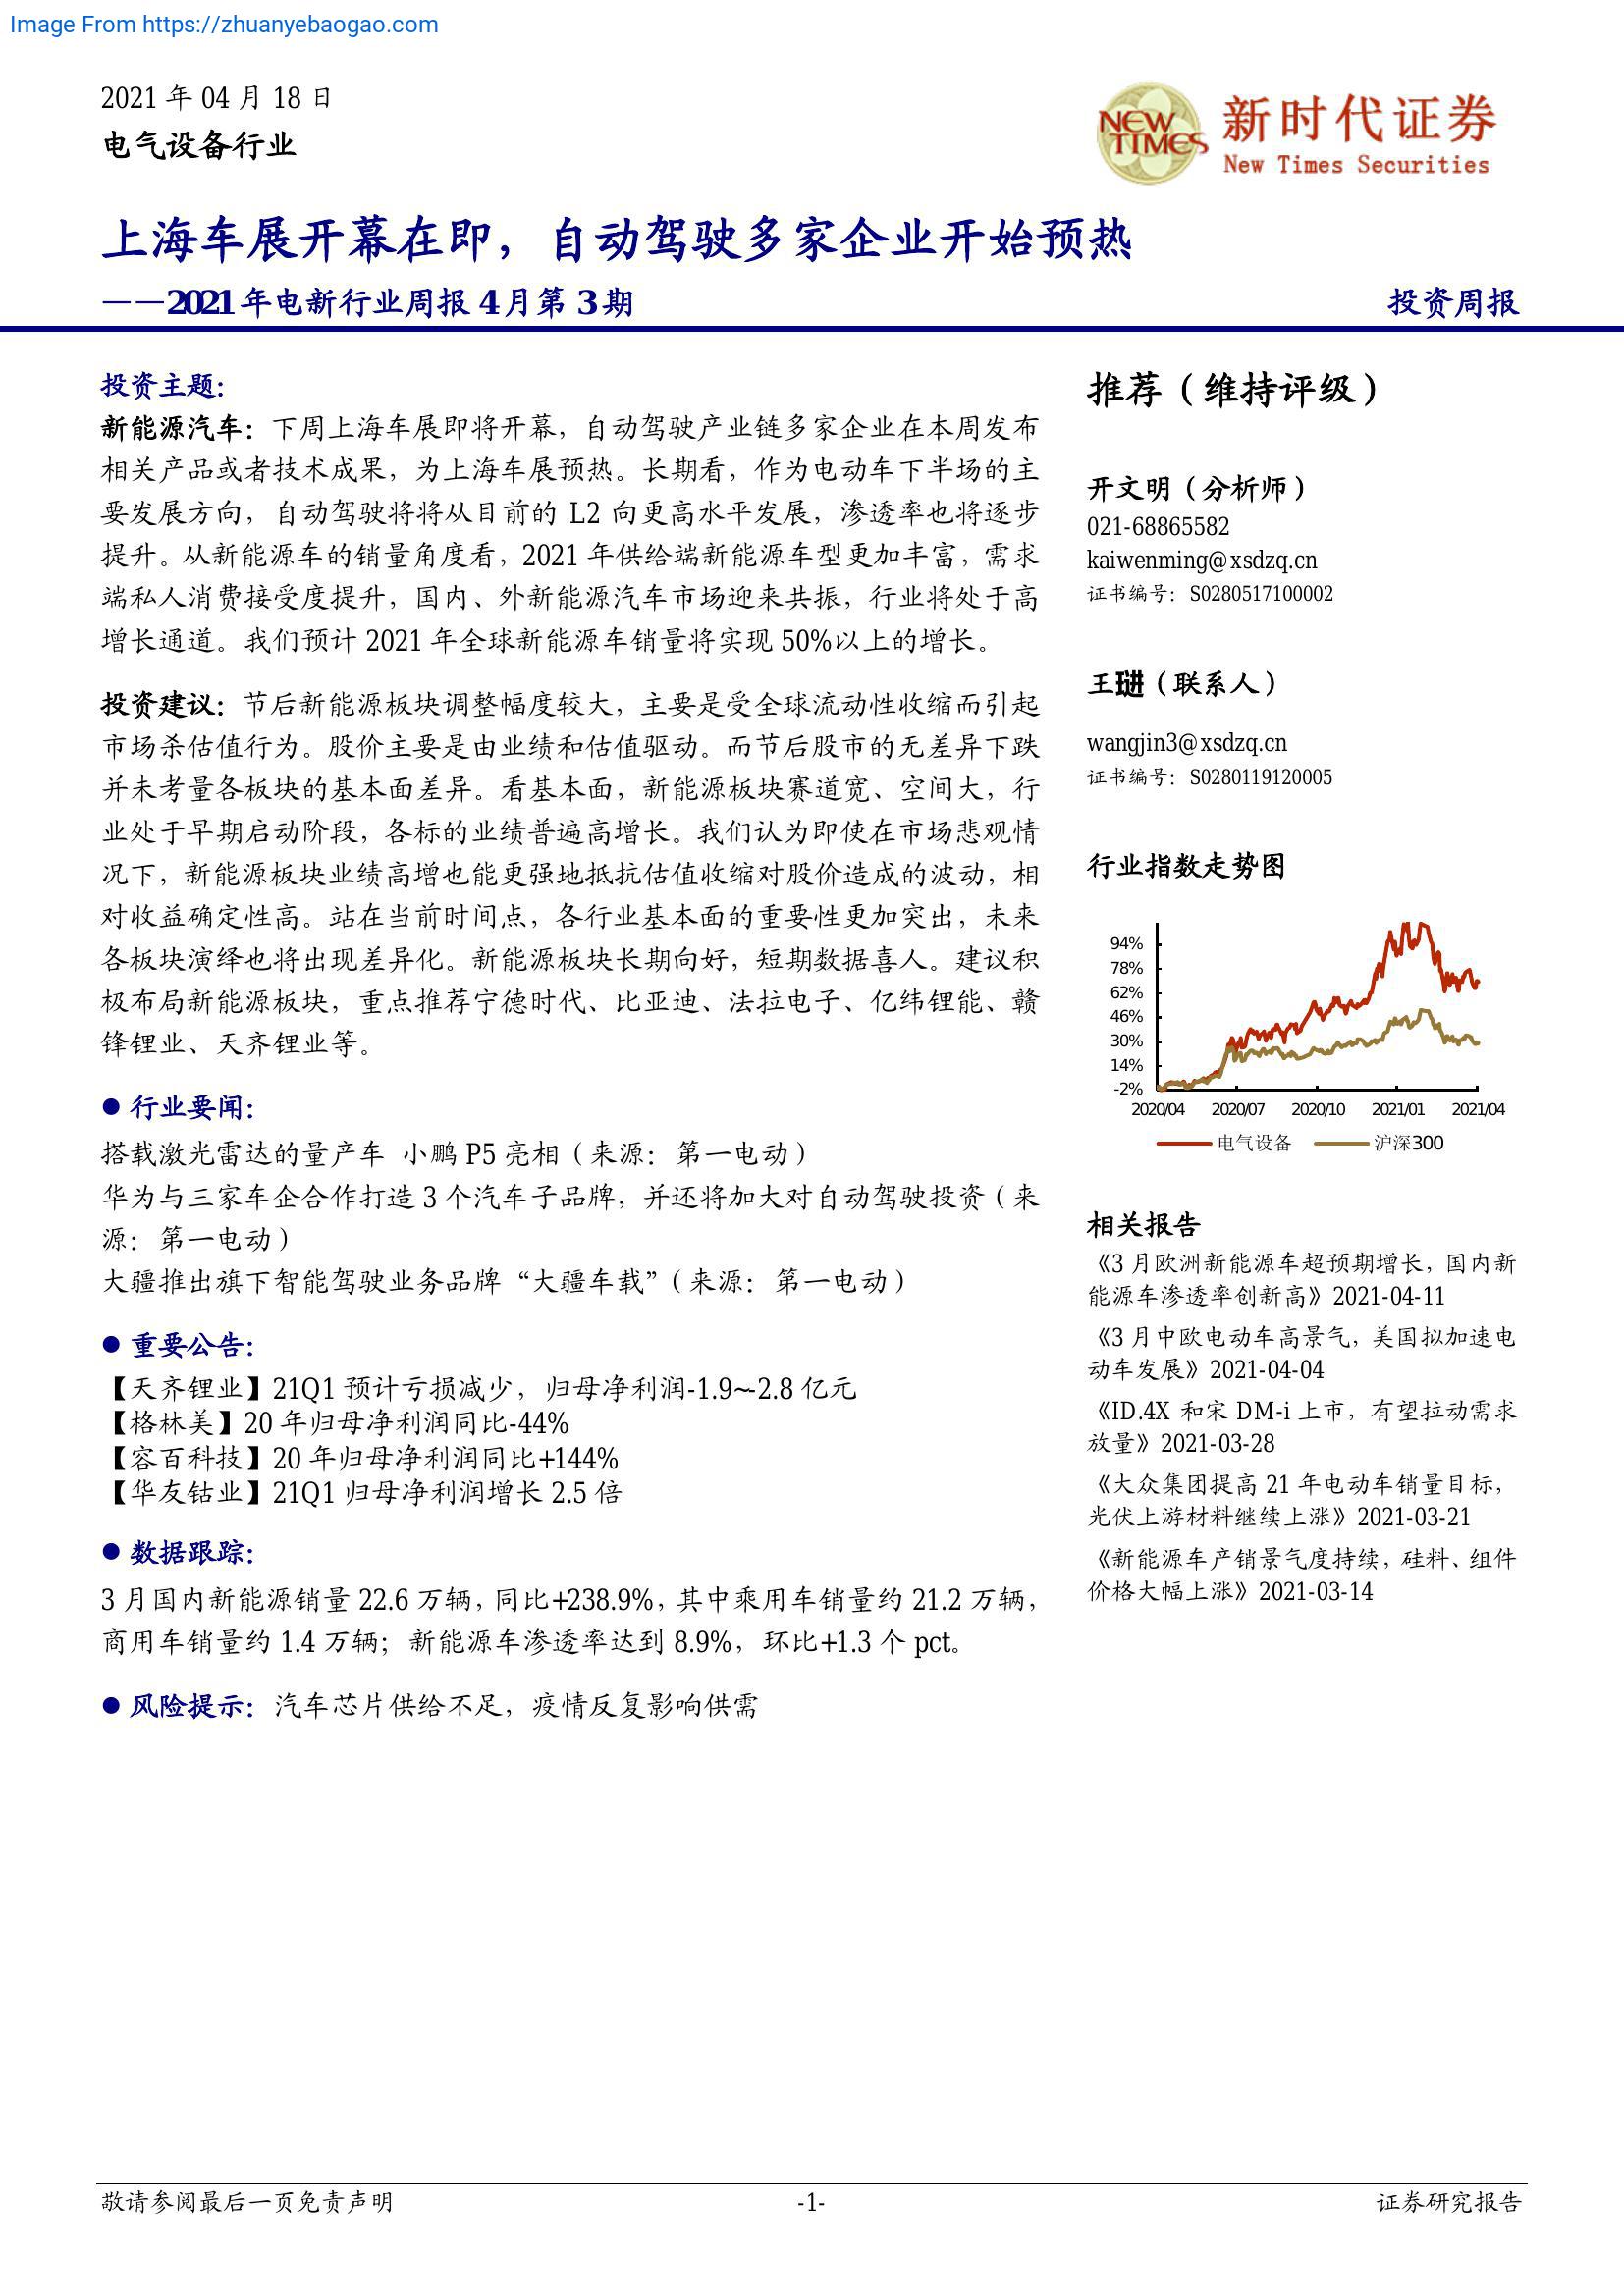 Image From https://zhuanyebaogao.com
2021 年 04 月 18 日
电气设备行业
NEW TIMES
新时代证券
New Times Securities
上海车展开幕在即，自动驾驶多家企业开始预热
——2021 年电新行业周报 4 月第 3 期
投资周报
投资主题：
新能源汽车：下周上海车展即将开幕，自动驾驶产业链多家企业在本周发布
相关产品或者技术成果，为上海车展预热。长期看，作为电动车下半场的主
要发展方向，自动驾驶将将从目前的 L2 向更高水平发展，渗透率也将逐步
提升。从新能源车的销量角度看，2021 年供给端新能源车型更加丰富，需求
端私人消费接受度提升，国内、外新能源汽车市场迎来共振，行业将处于高
增长通道。我们预计 2021 年全球新能源车销量将实现 50%以上的增长。
投资建议：节后新能源板块调整幅度较大，主要是受全球流动性收缩而引起
市场杀估值行为。股价主要是由业绩和估值驱动。而节后股市的无差异下跌
并未考量各板块的基本面差异。看基本面，新能源板块赛道宽、空间大，行
业处于早期启动阶段，各标的业绩普遍高增长。我们认为即使在市场悲观情
况下，新能源板块业绩高增也能更强地抵抗估值收缩对股价造成的波动，相
对收益确定性高。站在当前时间点，各行业基本面的重要性更加突出，未来
各板块演绎也将出现差异化。新能源板块长期向好，短期数据喜人。建议积
极布局新能源板块，重点推荐宁德时代、比亚迪、法拉电子、亿纬锂能、赣
锋锂业、天齐锂业等。
● 行业要闻：
搭载激光雷达的量产车 小鹏 P5 亮相（来源：第一电动）
华为与三家车企合作打造 3 个汽车子品牌，并还将加大对自动驾驶投资（来
源：第一电动）
大疆推出旗下智能驾驶业务品牌“大疆车载”（来源：第一电动）
● 重要公告：
【天齐锂业】21Q1 预计亏损减少，归母净利润-1.9~-2.8 亿元
【格林美】20 年归母净利润同比-44%
【容百科技】20 年归母净利润同比+144%
【华友钴业】21Q1 归母净利润增长 2.5 倍
● 数据跟踪：
3 月国内新能源销量 22.6 万辆，同比+238.9%，其中乘用车销量约 21.2 万辆，
商用车销量约 1.4 万辆；新能源车渗透率达到 8.9%，环比+1.3 个 pct。
● 风险提示：汽车芯片供给不足，疫情反复影响供需
推荐（维持评级）
开文明（分析师）
021-68865582
kaiwenming@xsdzq.cn
证书编号：S0280517100002
王琎（联系人）
wangjin3@xsdzq.cn
证书编号：S0280119120005
行业指数走势图
94%
78%
62%
46%
30%
14%
-2%
2020/04 2020/07 2020/10 2021/01 2021/04
电气设备 沪深300
相关报告
《3 月欧洲新能源车超预期增长，国内新
能源车渗透率创新高》2021-04-11
《3 月中欧电动车高景气，美国拟加速电
动车发展》2021-04-04
《ID.4X 和宋 DM-i 上市，有望拉动需求
放量》2021-03-28
《大众集团提高 21 年电动车销量目标，
光伏上游材料继续上涨》2021-03-21
《新能源车产销景气度持续，硅料、组件
价格大幅上涨》2021-03-14
敬请参阅最后一页免责声明
-1-
证券研究报告